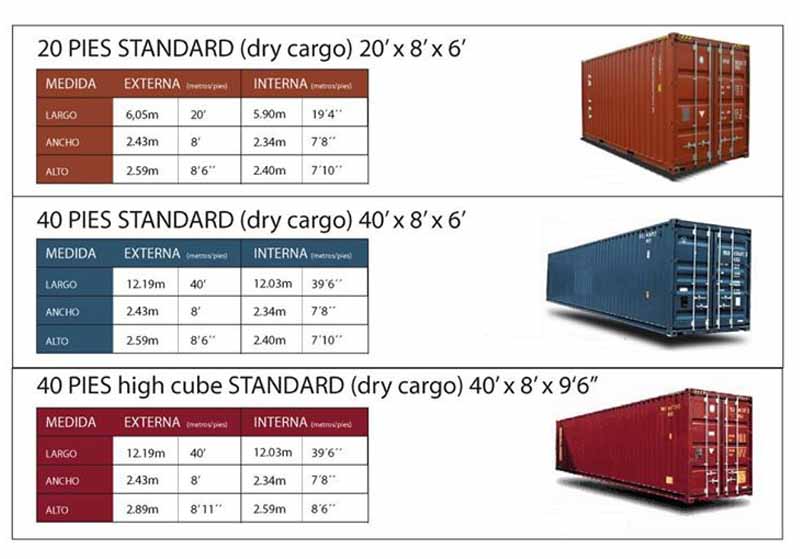 20 PIES STANDARD (dry cargo) 20′ x 8′ x 6′
MEDIDA EXTERNA (metros/pies) INTERNA (metros/pies)
LARGO 6,05m 20′ 5.90m 19′4′′
ANCHO 2.43m 8′ 2.34m 7′8′′
ALTO 2.59m 8′6′′ 2.40m 7′10′′
40 PIES STANDARD (dry cargo) 40′ x 8′ x 6′
MEDIDA EXTERNA (metros/pies) INTERNA (metros/pies)
LARGO 12.19m 40′ 12.03m 39′6′′
ANCHO 2.43m 8′ 2.34m 7′8′′
ALTO 2.59m 8′6′′ 2.40m 7′10′′
40 PIES high cube STANDARD (dry cargo) 40′ x 8′ x 9′6″
MEDIDA EXTERNA (metros/pies) INTERNA (metros/pies)
LARGO 12.19m 40′ 12.03m 39′6′′
ANCHO 2.43m 8′ 2.34m 7′8′′
ALTO 2.89m 8′11′′ 2.59m 8′6′′